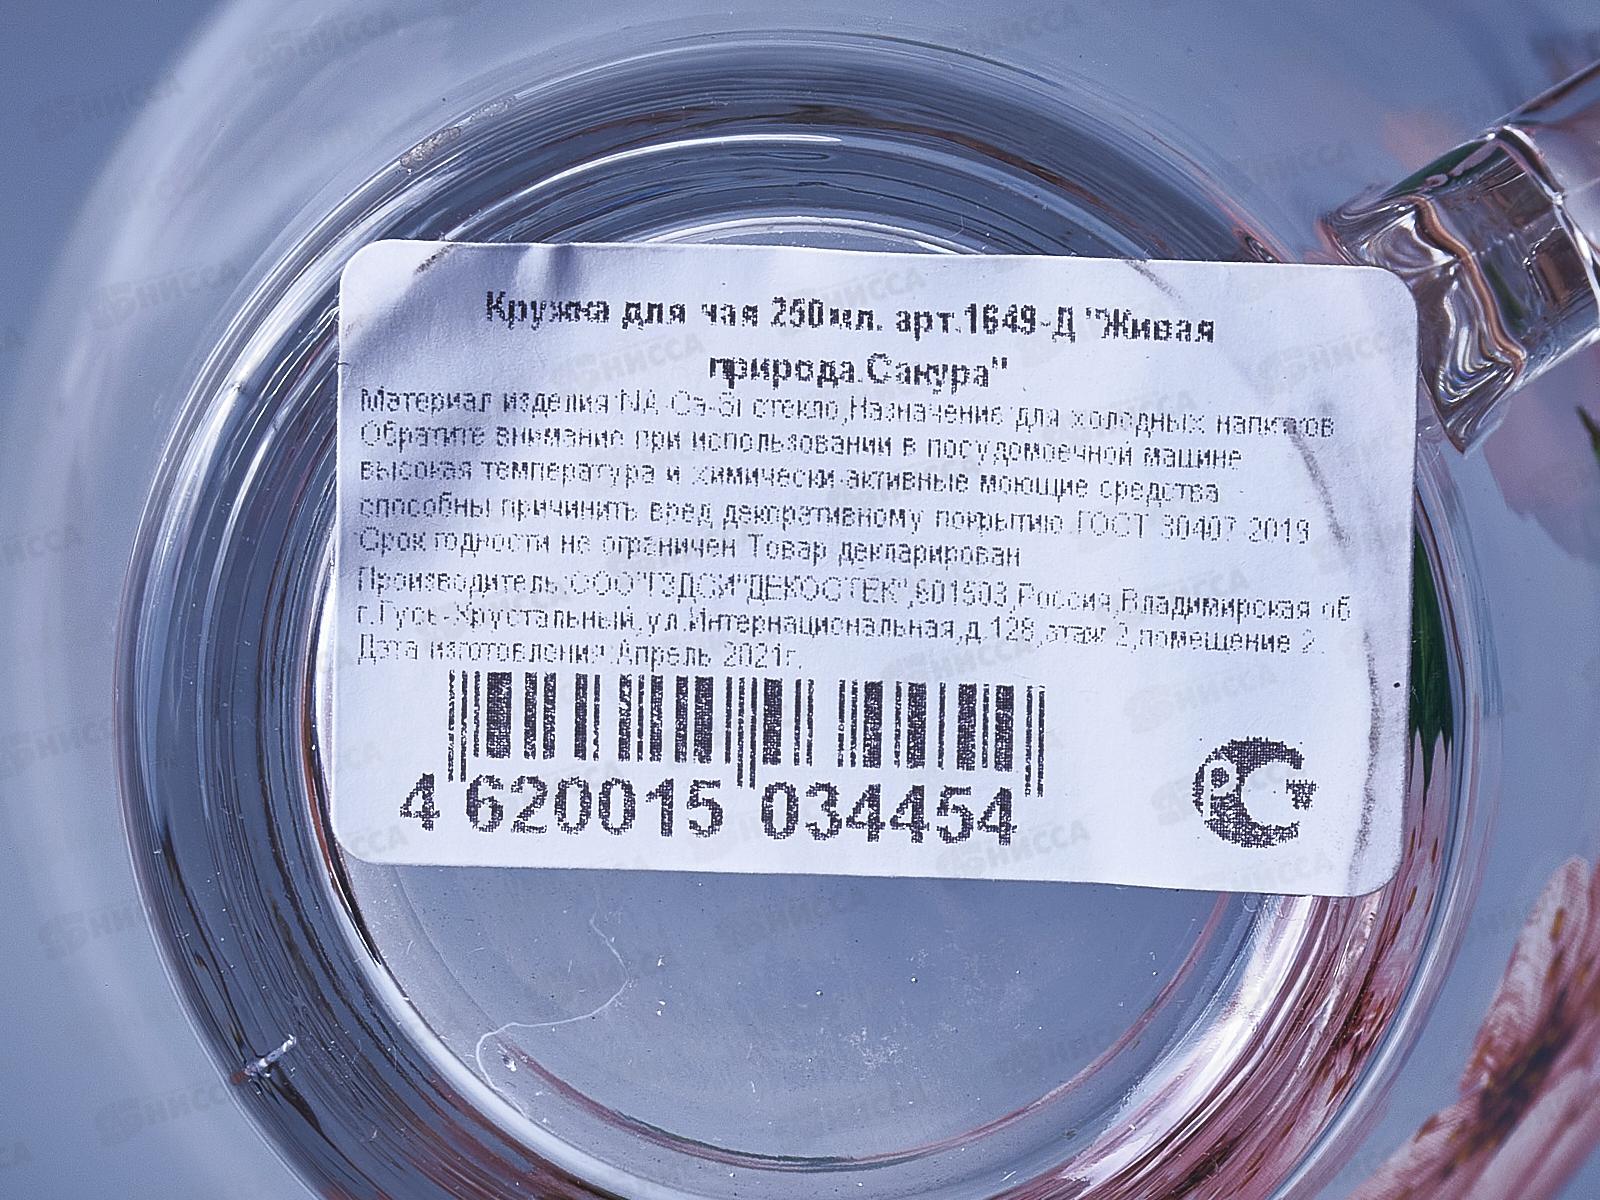 Кружка для чая 250мл. арт.1649-Д "Живая
природа.Сакура"
Материал изделия:NA-Ca-Si стекло,Назначение:для холодных напитков
Обратите внимание при использовании в посудомоечной машине
высокая температура и химически активные моющие средства
способны причинить вред декоративному покрытию.ГОСТ 30407-2019
Срок годности не ограничен.Товар декларирован
Производитель:ООО"ГЗДСИ"ДЕКОСТЕК",601503,Россия,Владимирская об
г.Гусь-Хрустальный,ул.Интернациональная,д.128,этаж 2,помещение 2.
Дата изготовления:Апрель 2021г.
4 620015 034454
РСТ